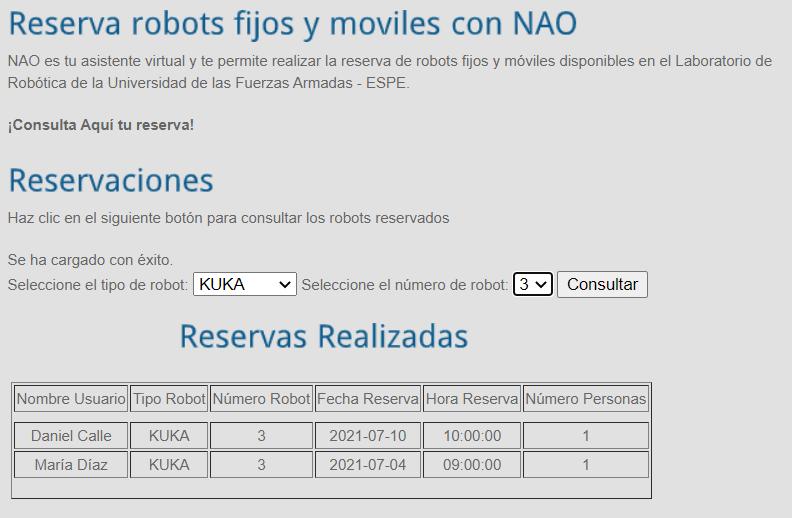 Reserva robots fijos y moviles con NAO
NAO es tu asistente virtual y te permite realizar la reserva de robots fijos y móviles disponibles en el Laboratorio de
Robótica de la Universidad de las Fuerzas Armadas - ESPE.
¡Consulta Aquí tu reserva!
Reservaciones
Haz clic en el siguiente botón para consultar los robots reservados
Se ha cargado con éxito.
Seleccione el tipo de robot: KUKA Seleccione el número de robot: 3 Consultar
Reservas Realizadas
Nombre Usuario Tipo Robot Número Robot Fecha Reserva Hora Reserva Número Personas
Daniel Calle KUKA 3 2021-07-10 10:00:00 1
María Díaz KUKA 3 2021-07-04 09:00:00 1